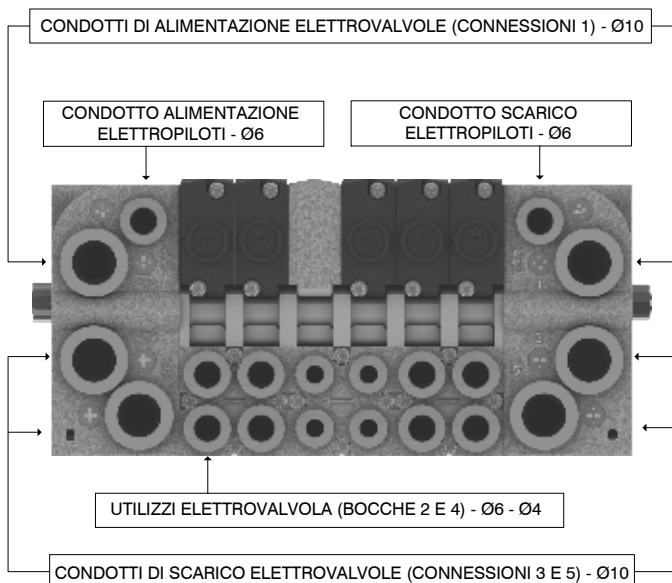 CONDOTTI DI ALIMENTAZIONE ELETTROVALVOLE (CONNESSIONI 1) - Ø10
CONDOTTO ALIMENTAZIONE
ELETTROPILOTI - Ø6
CONDOTTO SCARICO
ELETTROPILOTI - Ø6
UTILIZZI ELETTROVALVOLA (BOCCHE 2 E 4) - Ø6 - Ø4
CONDOTTI DI SCARICO ELETTROVALVOLE (CONNESSIONI 3 E 5) - Ø10